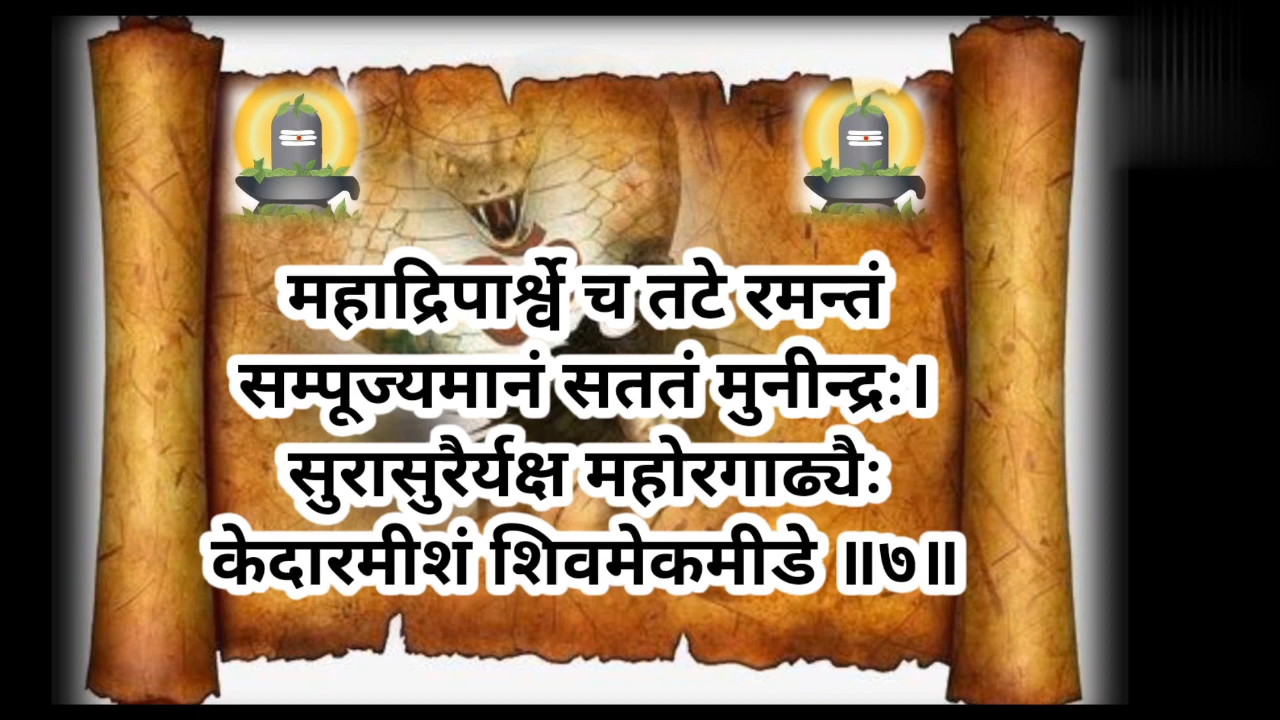 महाद्रिपार्श्वे च तटे रमन्तं
सम्पूज्यमानं सततं मुनीन्द्रः।
सुरासुरैर्यक्ष महोरगाढ्यैः
केदारमीशं शिवमेकमीडे ॥७॥